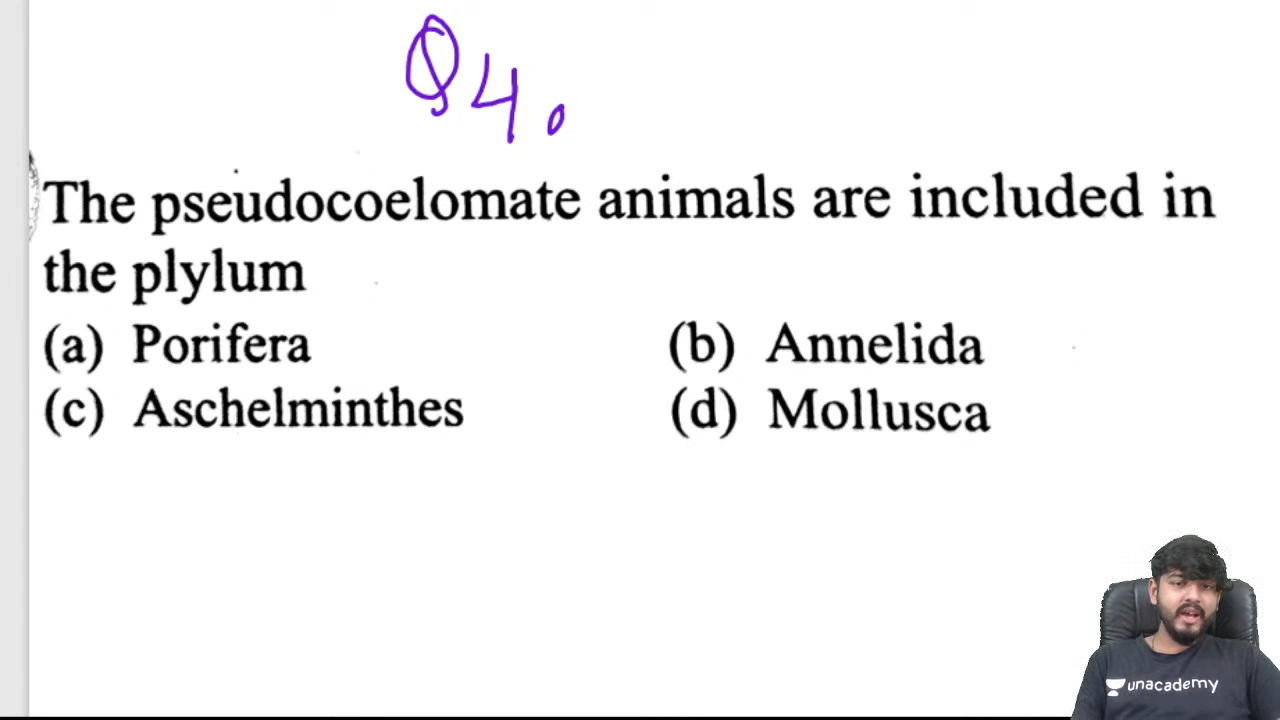 Q4.
The pseudocoelomate animals are included in
the plylum
(a) Porifera (b) Annelida
(c) Aschelminthes (d) Mollusca
unacademy